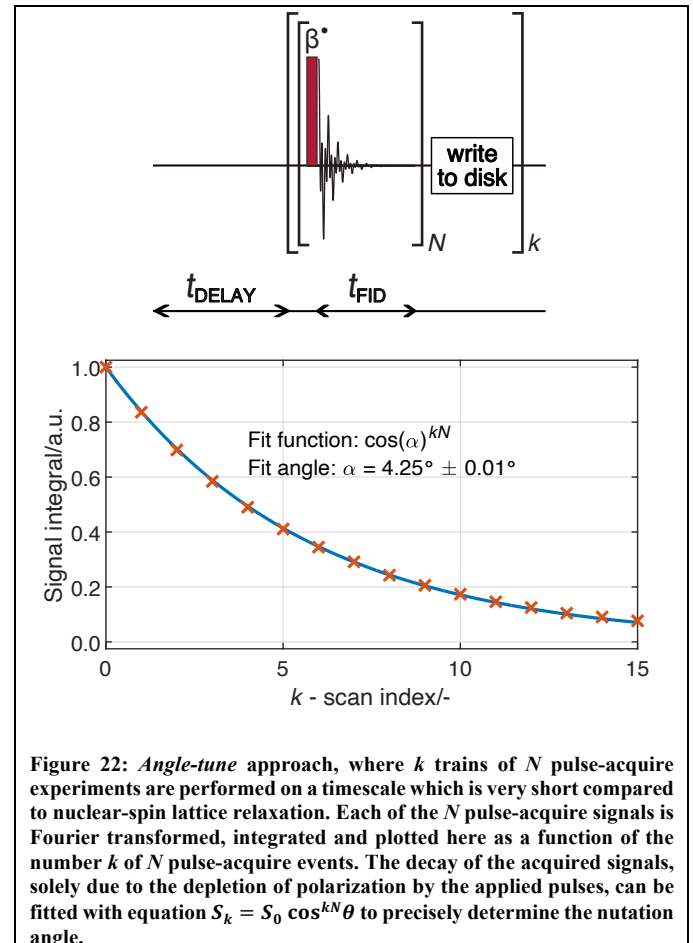 β•
write
to disk
N
k
tDELAY
tFID
1.0
0.8
0.6
0.4
0.2
0.0
Signal integral/a.u.
Fit function: cos(α)^kN
Fit angle: α = 4.25° ± 0.01°
0
5
10
15
k - scan index/-
Figure 22: Angle-tune approach, where k trains of N pulse-acquire
experiments are performed on a timescale which is very short compared
to nuclear-spin lattice relaxation. Each of the N pulse-acquire signals is
Fourier transformed, integrated and plotted here as a function of the
number k of N pulse-acquire events. The decay of the acquired signals,
solely due to the depletion of polarization by the applied pulses, can be
fitted with equation S_k = S_0 cos^kN θ to precisely determine the nutation
angle.